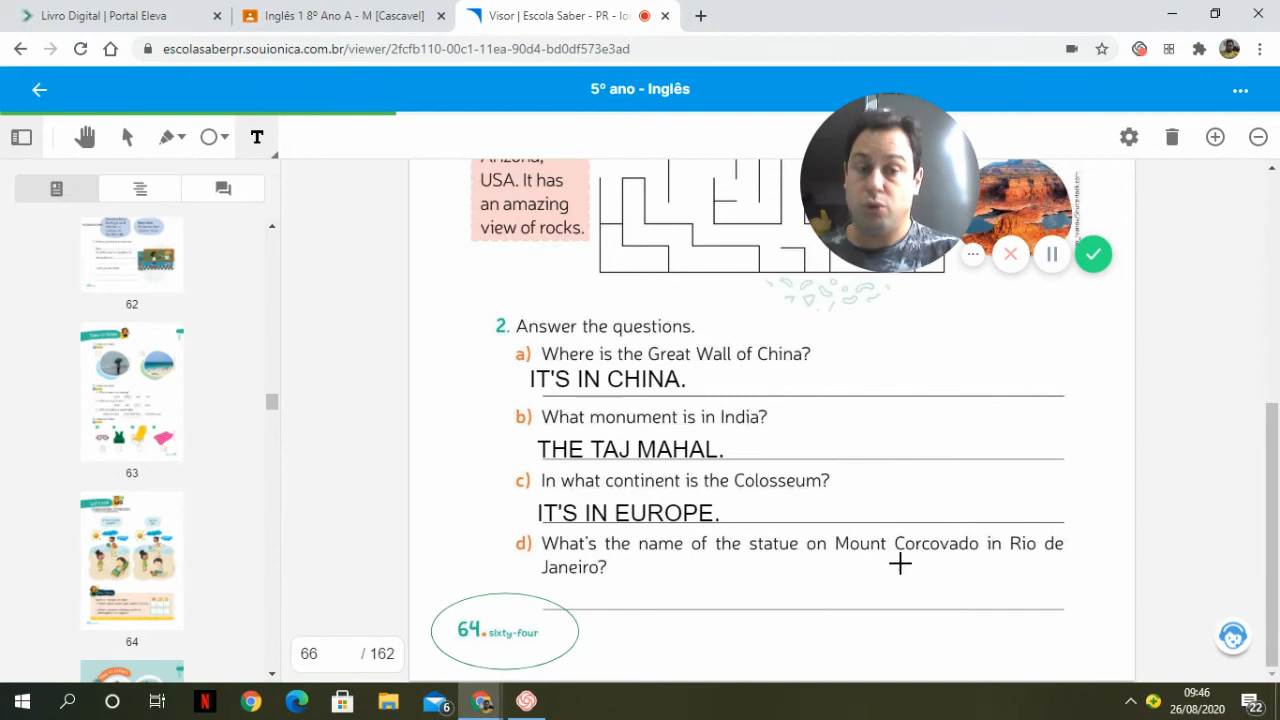 Livro Digital | Portal Eleva
Inglês 1 8º Ano A - M [Cascavel]
Visor | Escola Saber - PR - Io
escolasaberpr.souionica.com.br/viewer/2fcfb110-00c1-11ea-90d4-bd0df573e3ad
5º ano - Inglês
T
Arizona,
USA. It has
an amazing
view of rocks.
62
63
64
2. Answer the questions.
a) Where is the Great Wall of China?
IT'S IN CHINA.
b) What monument is in India?
THE TAJ MAHAL.
c) In what continent is the Colosseum?
IT'S IN EUROPE.
d) What's the name of the statue on Mount Corcovado in Rio de
Janeiro?
64. sixty-four
66 / 162
6
09:46
26/08/2020
22